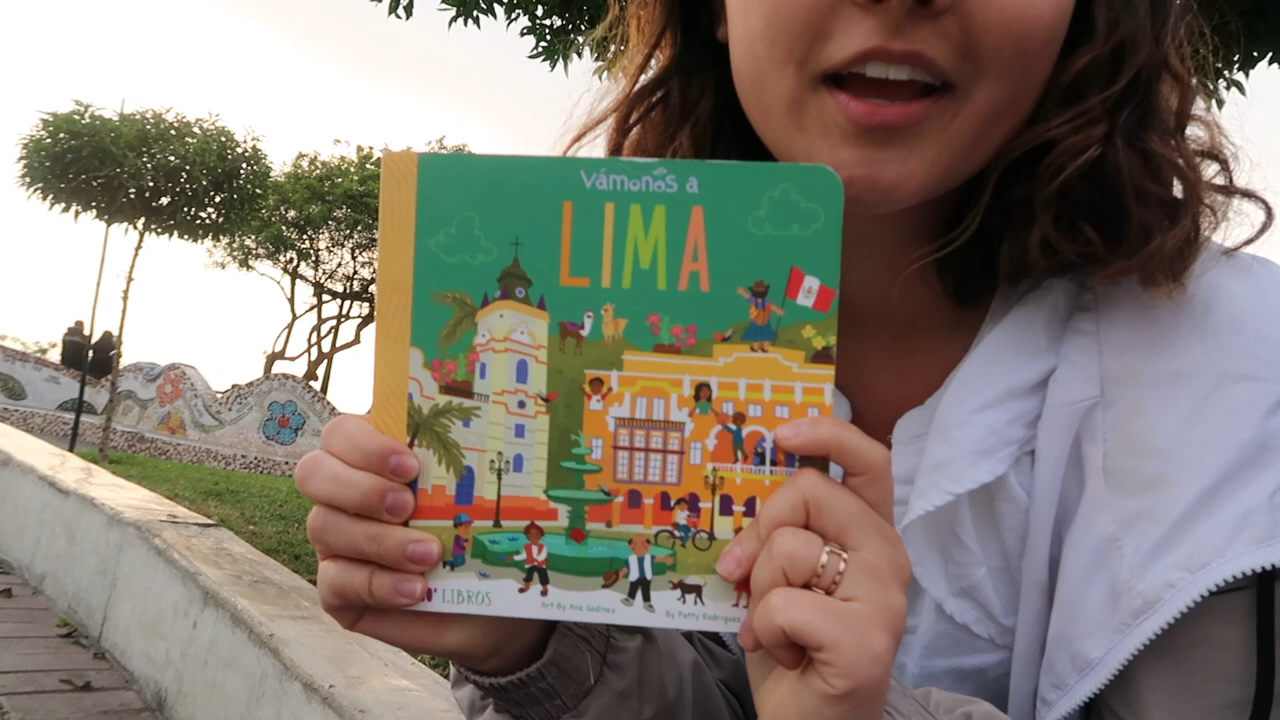 Vámonos a
LIMA
LIBROS
Art By Ana Godinez
By Patty Rodriguez